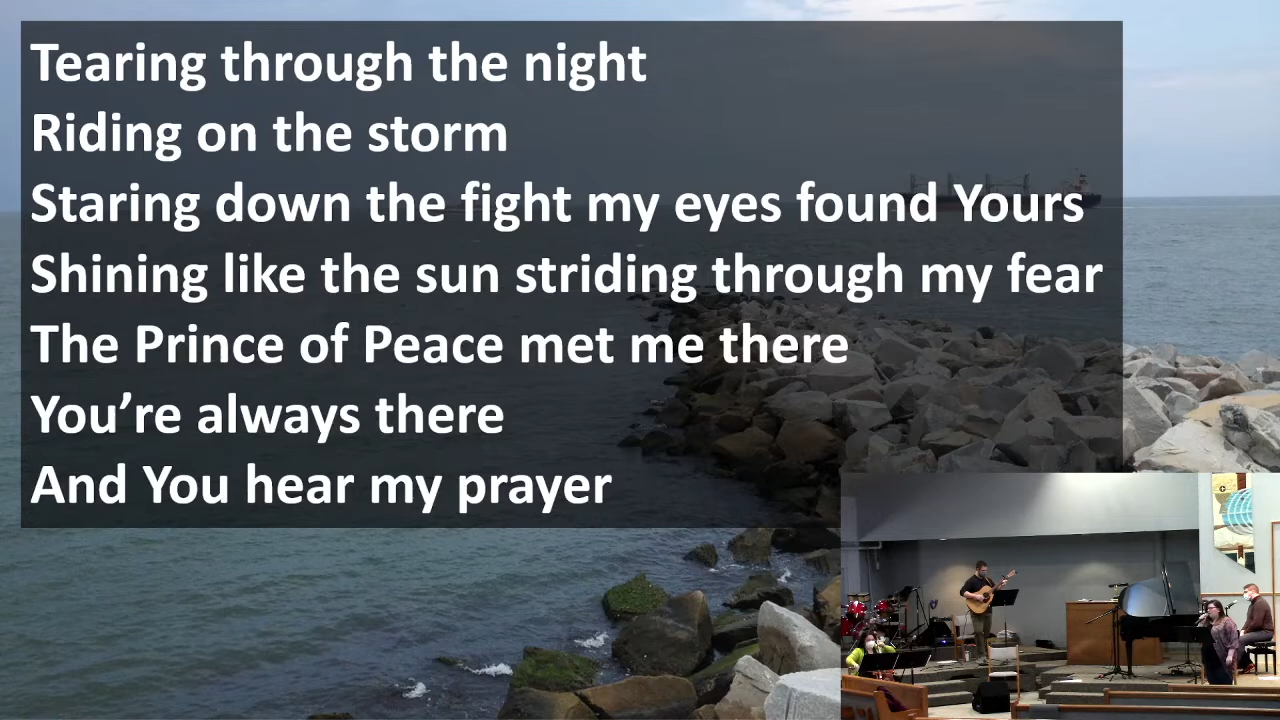 Tearing through the night
Riding on the storm
Staring down the fight my eyes found Yours
Shining like the sun striding through my fear
The Prince of Peace met me there
You’re always there
And You hear my prayer